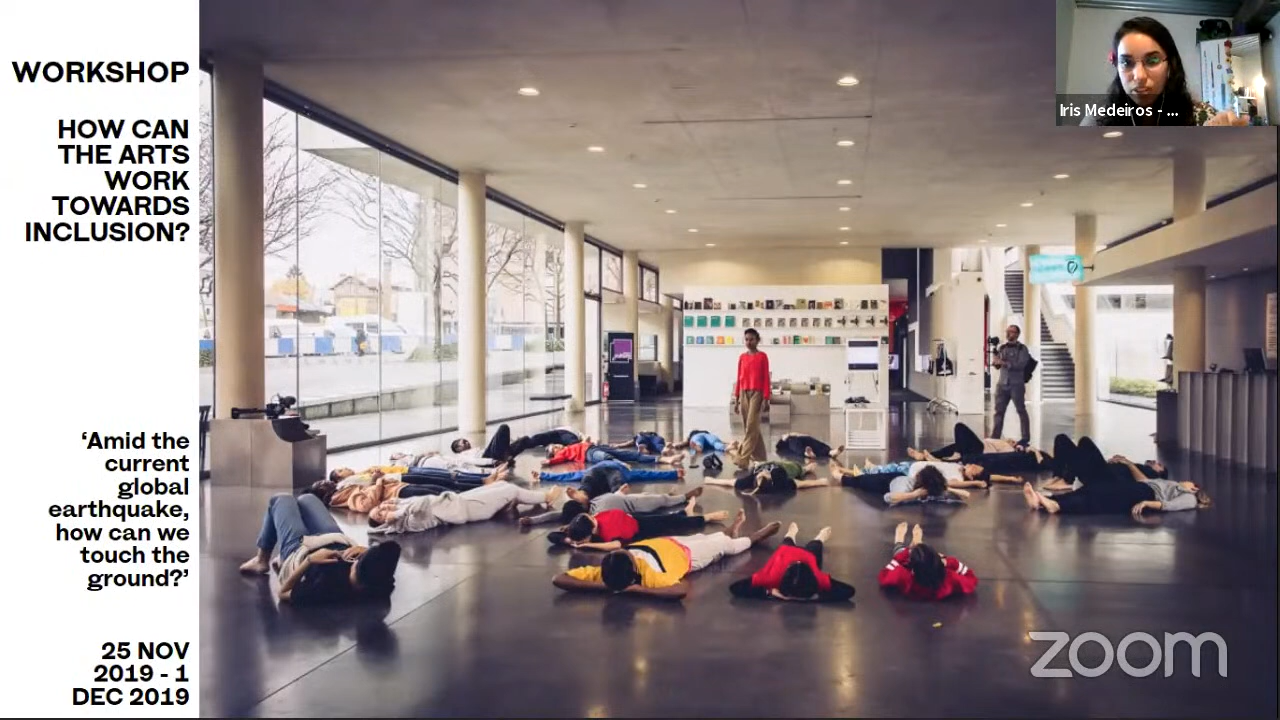 WORKSHOP
HOW CAN
THE ARTS
WORK
TOWARDS
INCLUSION?
‘Amid the
current
global
earthquake,
how can we
touch the
ground?’
25 NOV
2019 - 1
DEC 2019
Iris Medeiros - ...
zoom